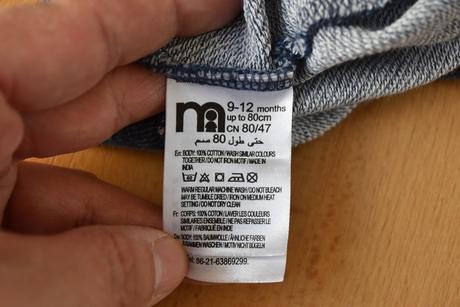 m
9-12 months
up to 80cm
CN 80/47
حتى طول 80 سم
En: BODY: 100% COTTON / WASH SIMILAR COLOURS
TOGETHER / DO NOT IRON MOTIF / MADE IN
INDIA
WARM REGULAR MACHINE WASH / DO NOT BLEACH
MAY BE TUMBLE DRIED / IRON ON MEDIUM HEAT
SETTING / DO NOT DRY CLEAN
Fr: CORPS: 100% COTON / LAVER LES COULEURS
SIMILAIRES ENSEMBLE / NE PAS REPASSER LE
MOTIF / FABRIQUÉ EN INDE
De: BODY: 100% BAUMWOLLE / ÄHNLICHE FARBEN
ZUSAMMEN WASCHEN / MOTIV NICHT BÜGELN
Tel: 86-21-63869299.